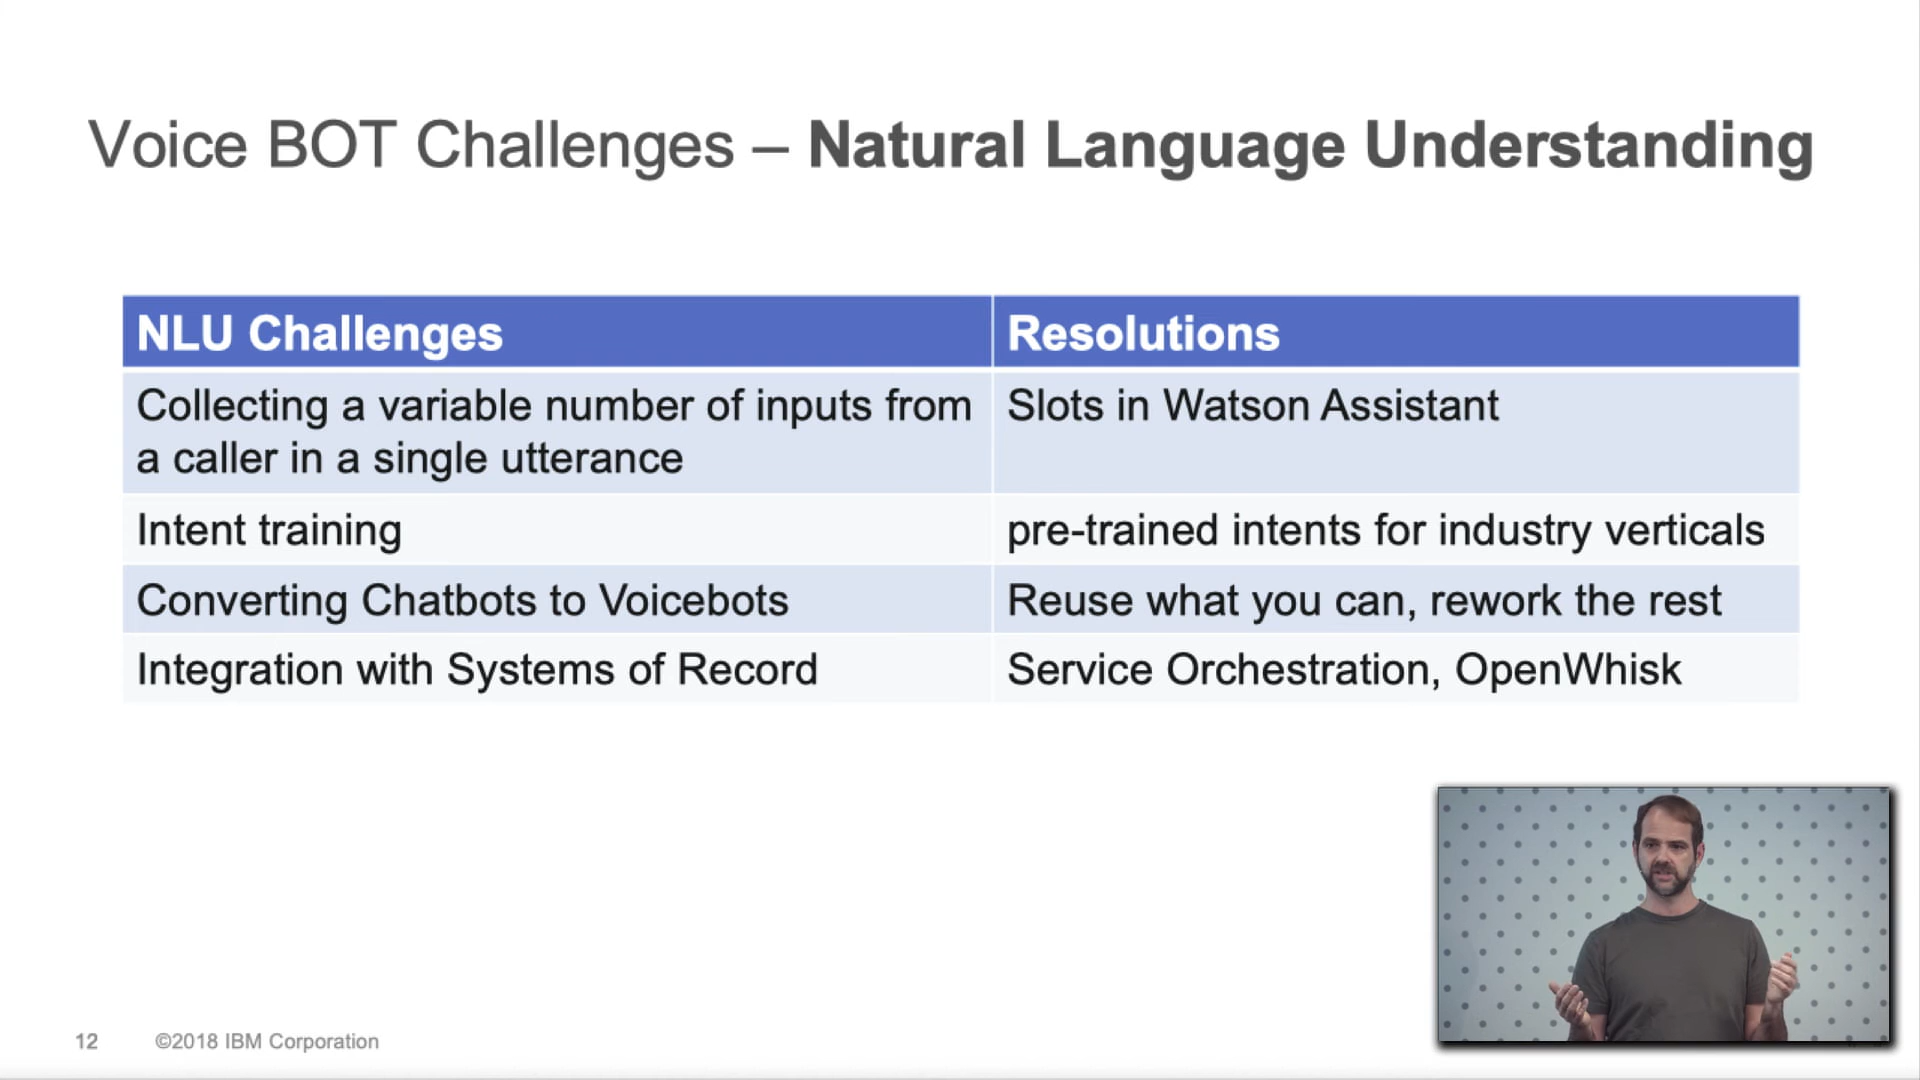 Voice BOT Challenges – Natural Language Understanding
NLU Challenges
Resolutions
Collecting a variable number of inputs from
a caller in a single utterance
Slots in Watson Assistant
Intent training
pre-trained intents for industry verticals
Converting Chatbots to Voicebots
Reuse what you can, rework the rest
Integration with Systems of Record
Service Orchestration, OpenWhisk
12
©2018 IBM Corporation